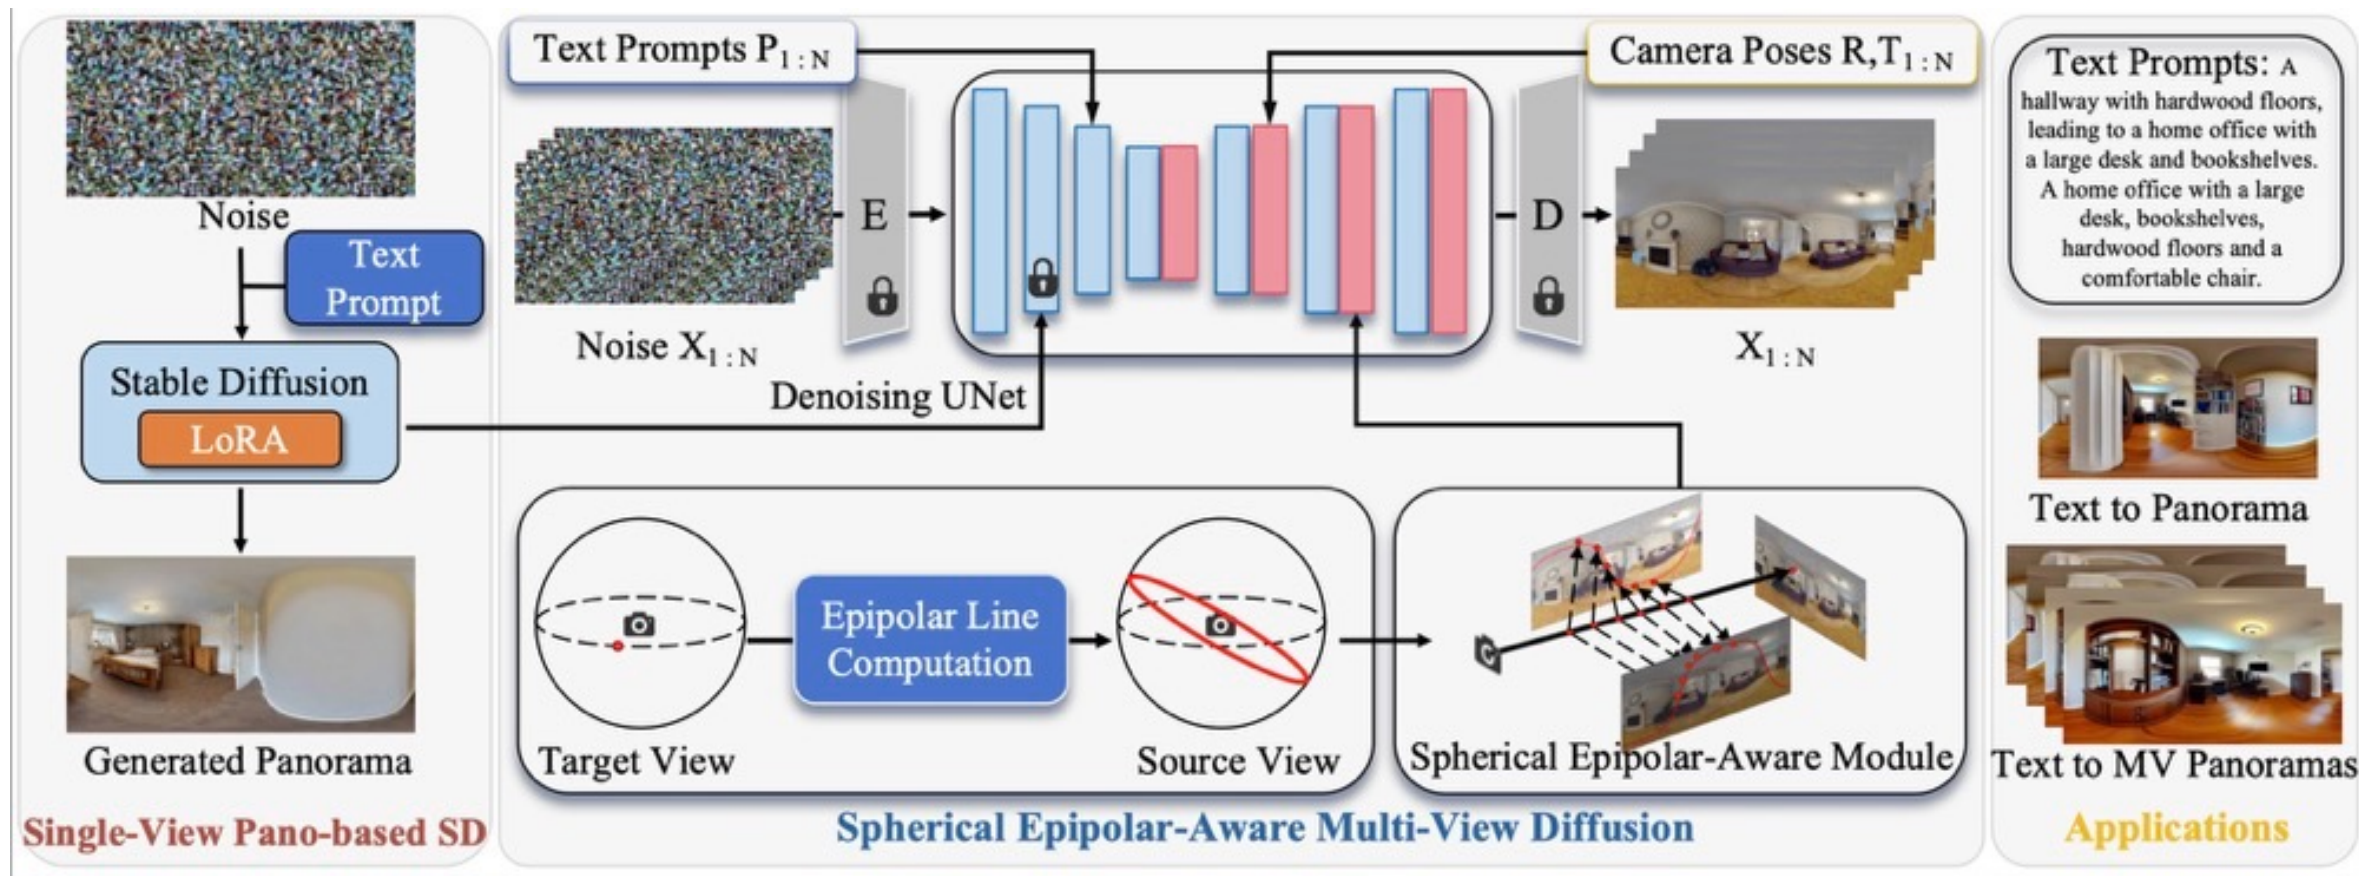 Noise
Text
Prompt
Stable Diffusion
LoRA
Generated Panorama
Single-View Pano-based SD
Text Prompts P1 : N
Camera Poses R,T1 : N
E
D
Noise X1 : N
X1 : N
Denoising UNet
Epipolar Line
Computation
Target View
Source View
Spherical Epipolar-Aware Module
Spherical Epipolar-Aware Multi-View Diffusion
Text Prompts: A
hallway with hardwood floors,
leading to a home office with
a large desk and bookshelves.
A home office with a large
desk, bookshelves,
hardwood floors and a
comfortable chair.
Text to Panorama
Text to MV Panoramas
Applications